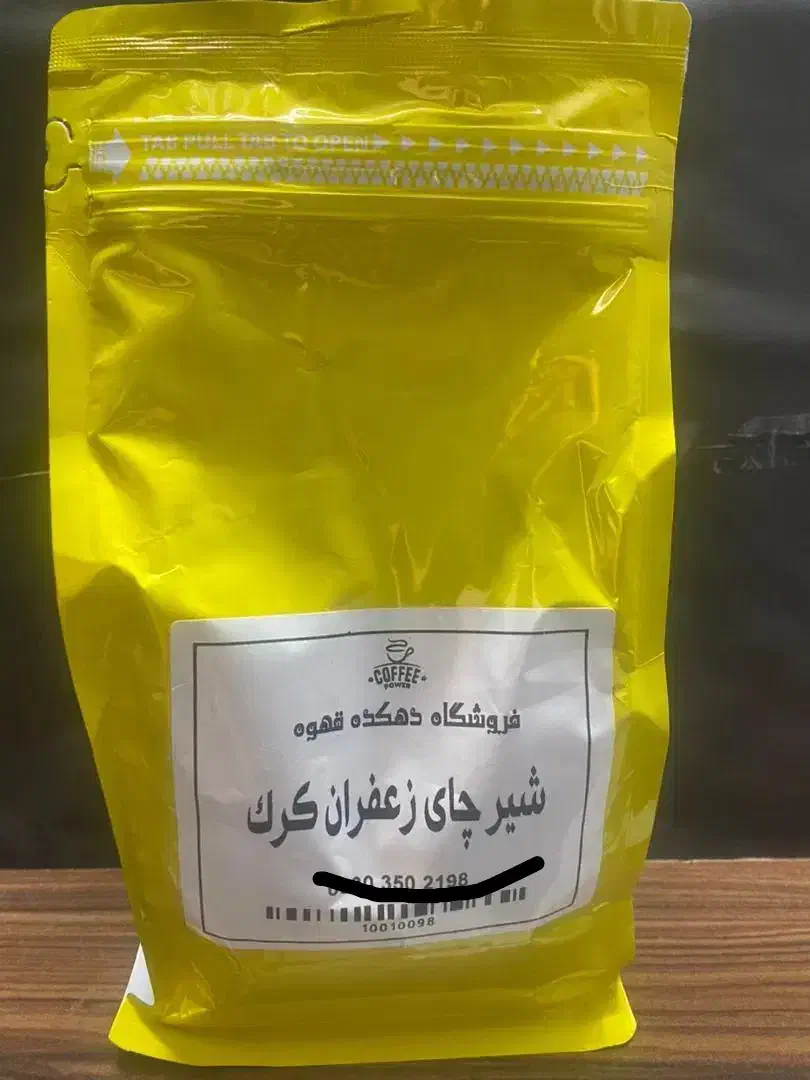 TAB PULL TAB TO OPEN
COFFEE
POWER
فروشگاه دهکده قهوه
شیر چای زعفران کرک
350 2198
10010098